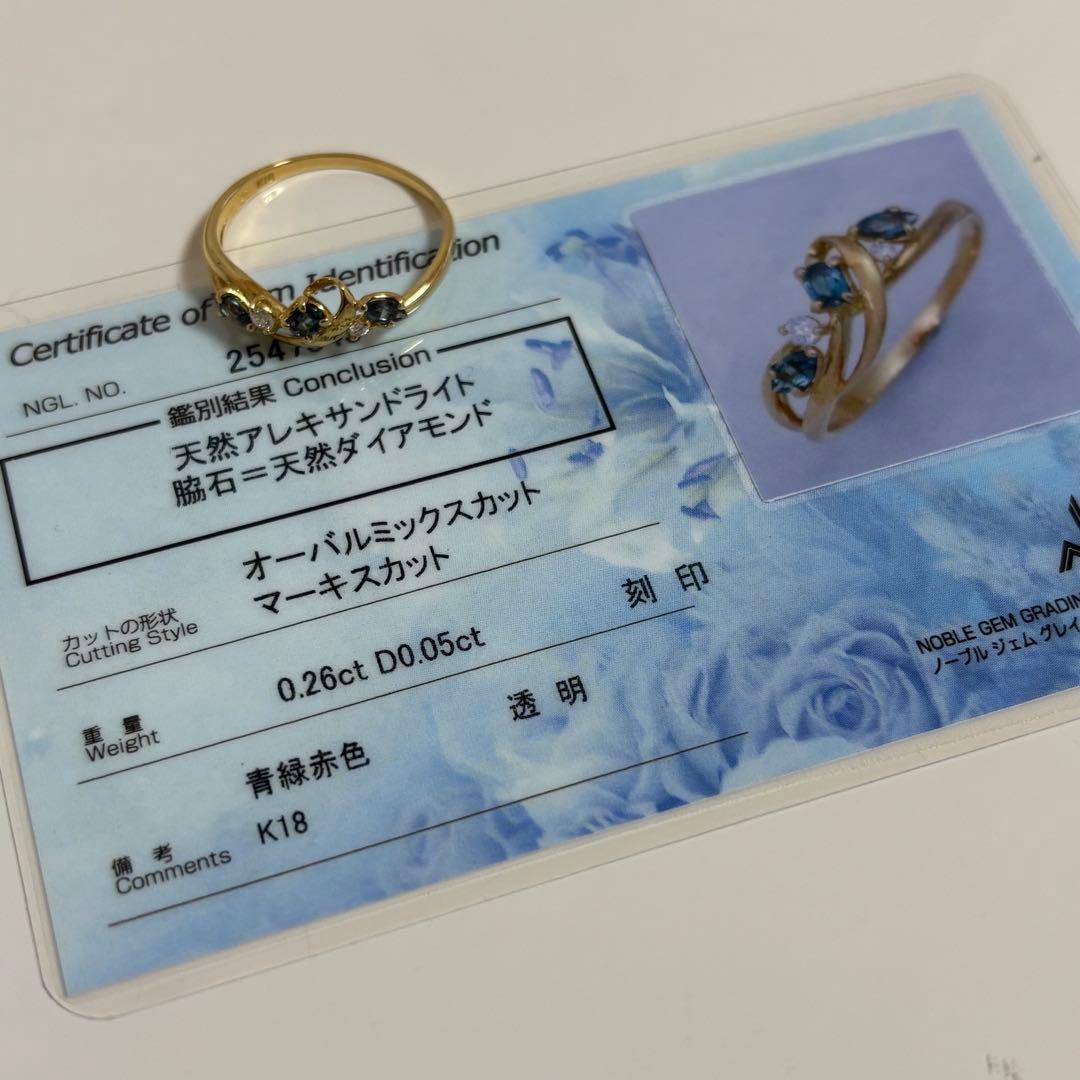 Certificate of Gem Identification
NGL. NO.
鑑別結果 Conclusion
天然アレキサンドライト
脇石＝天然ダイアモンド
オーバルミックスカット
マーキスカット
カットの形状
Cutting Style
刻 印
0.26ct D0.05ct
重 量
Weight
透 明
青緑赤色
K18
備 考
Comments
NOBLE GEM GRADIN
ノーブル ジェム グレイ